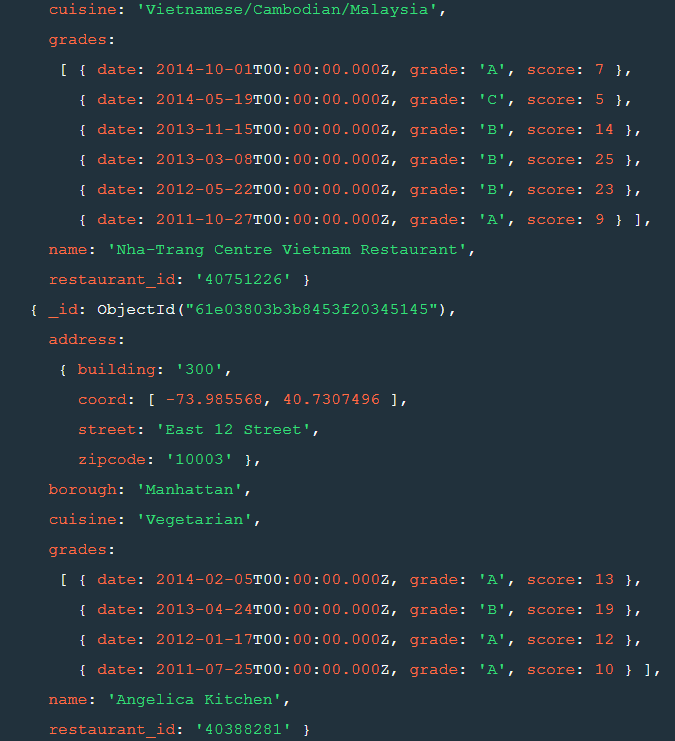 cuisine: 'Vietnamese/Cambodian/Malaysia',
grades:
[ { date: 2014-10-01T00:00:00.000Z, grade: 'A', score: 7 },
{ date: 2014-05-19T00:00:00.000Z, grade: 'C', score: 5 },
{ date: 2013-11-15T00:00:00.000Z, grade: 'B', score: 14 },
{ date: 2013-03-08T00:00:00.000Z, grade: 'B', score: 25 },
{ date: 2012-05-22T00:00:00.000Z, grade: 'B', score: 23 },
{ date: 2011-10-27T00:00:00.000Z, grade: 'A', score: 9 } ],
name: 'Nha-Trang Centre Vietnam Restaurant',
restaurant_id: '40751226' }
{ _id: ObjectId("61e03803b3b8453f20345145"),
address:
{ building: '300',
coord: [ -73.985568, 40.7307496 ],
street: 'East 12 Street',
zipcode: '10003' },
borough: 'Manhattan',
cuisine: 'Vegetarian',
grades:
[ { date: 2014-02-05T00:00:00.000Z, grade: 'A', score: 13 },
{ date: 2013-04-24T00:00:00.000Z, grade: 'B', score: 19 },
{ date: 2012-01-17T00:00:00.000Z, grade: 'A', score: 12 },
{ date: 2011-07-25T00:00:00.000Z, grade: 'A', score: 10 } ],
name: 'Angelica Kitchen',
restaurant_id: '40388281' }